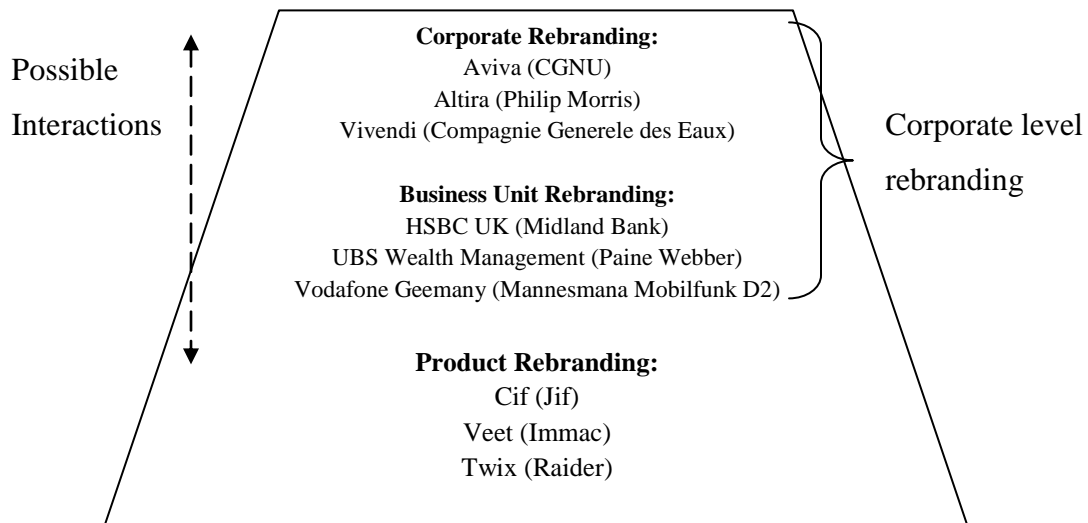 Possible
Interactions
Corporate Rebranding:
Aviva (CGNU)
Altira (Philip Morris)
Vivendi (Compagnie Generele des Eaux)
Business Unit Rebranding:
HSBC UK (Midland Bank)
UBS Wealth Management (Paine Webber)
Vodafone Geemany (Mannesmana Mobilfunk D2)
Product Rebranding:
Cif (Jif)
Veet (Immac)
Twix (Raider)
Corporate level
rebranding